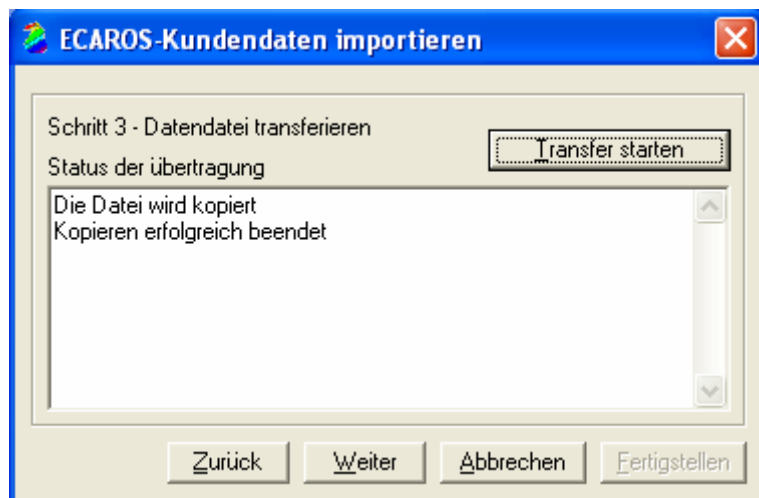 ECAROS-Kundendaten importieren
Schritt 3 - Datendatei transferieren
Transfer starten
Status der übertragung
Die Datei wird kopiert
Kopieren erfolgreich beendet
Zurück Weiter Abbrechen Fertigstellen